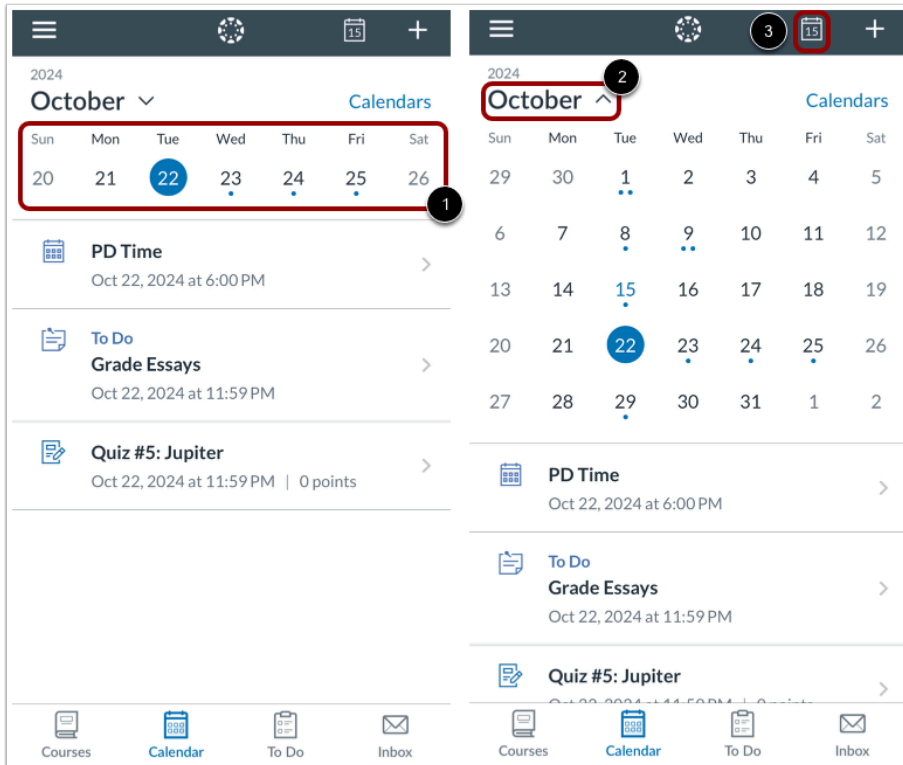 15
2024
October
Calendars
Sun Mon Tue Wed Thu Fri Sat
20 21 22 23 24 25 26
1
PD Time
Oct 22, 2024 at 6:00 PM
To Do
Grade Essays
Oct 22, 2024 at 11:59 PM
Quiz #5: Jupiter
Oct 22, 2024 at 11:59 PM | 0 points
Courses Calendar To Do Inbox
3 15
2024
2
October
Calendars
Sun Mon Tue Wed Thu Fri Sat
29 30 1 2 3 4 5
6 7 8 9 10 11 12
13 14 15 16 17 18 19
20 21 22 23 24 25 26
27 28 29 30 31 1 2
PD Time
Oct 22, 2024 at 6:00 PM
To Do
Grade Essays
Oct 22, 2024 at 11:59 PM
Quiz #5: Jupiter
Courses Calendar To Do Inbox